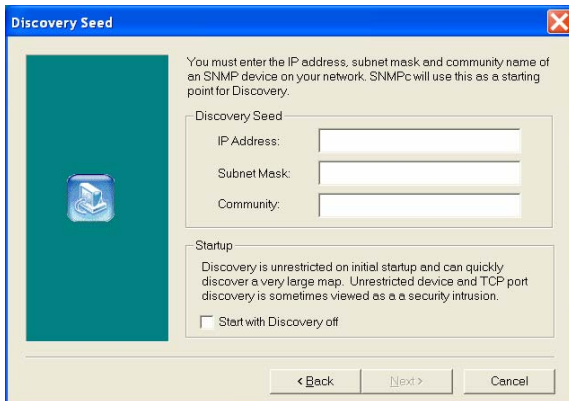 Discovery Seed
You must enter the IP address, subnet mask and community name of
an SNMP device on your network. SNMPc will use this as a starting
point for Discovery.
Discovery Seed
IP Address:
Subnet Mask:
Community:
Startup
Discovery is unrestricted on initial startup and can quickly
discover a very large map. Unrestricted device and TCP port
discovery is sometimes viewed as a a security intrusion.
Start with Discovery off
< Back
Next >
Cancel